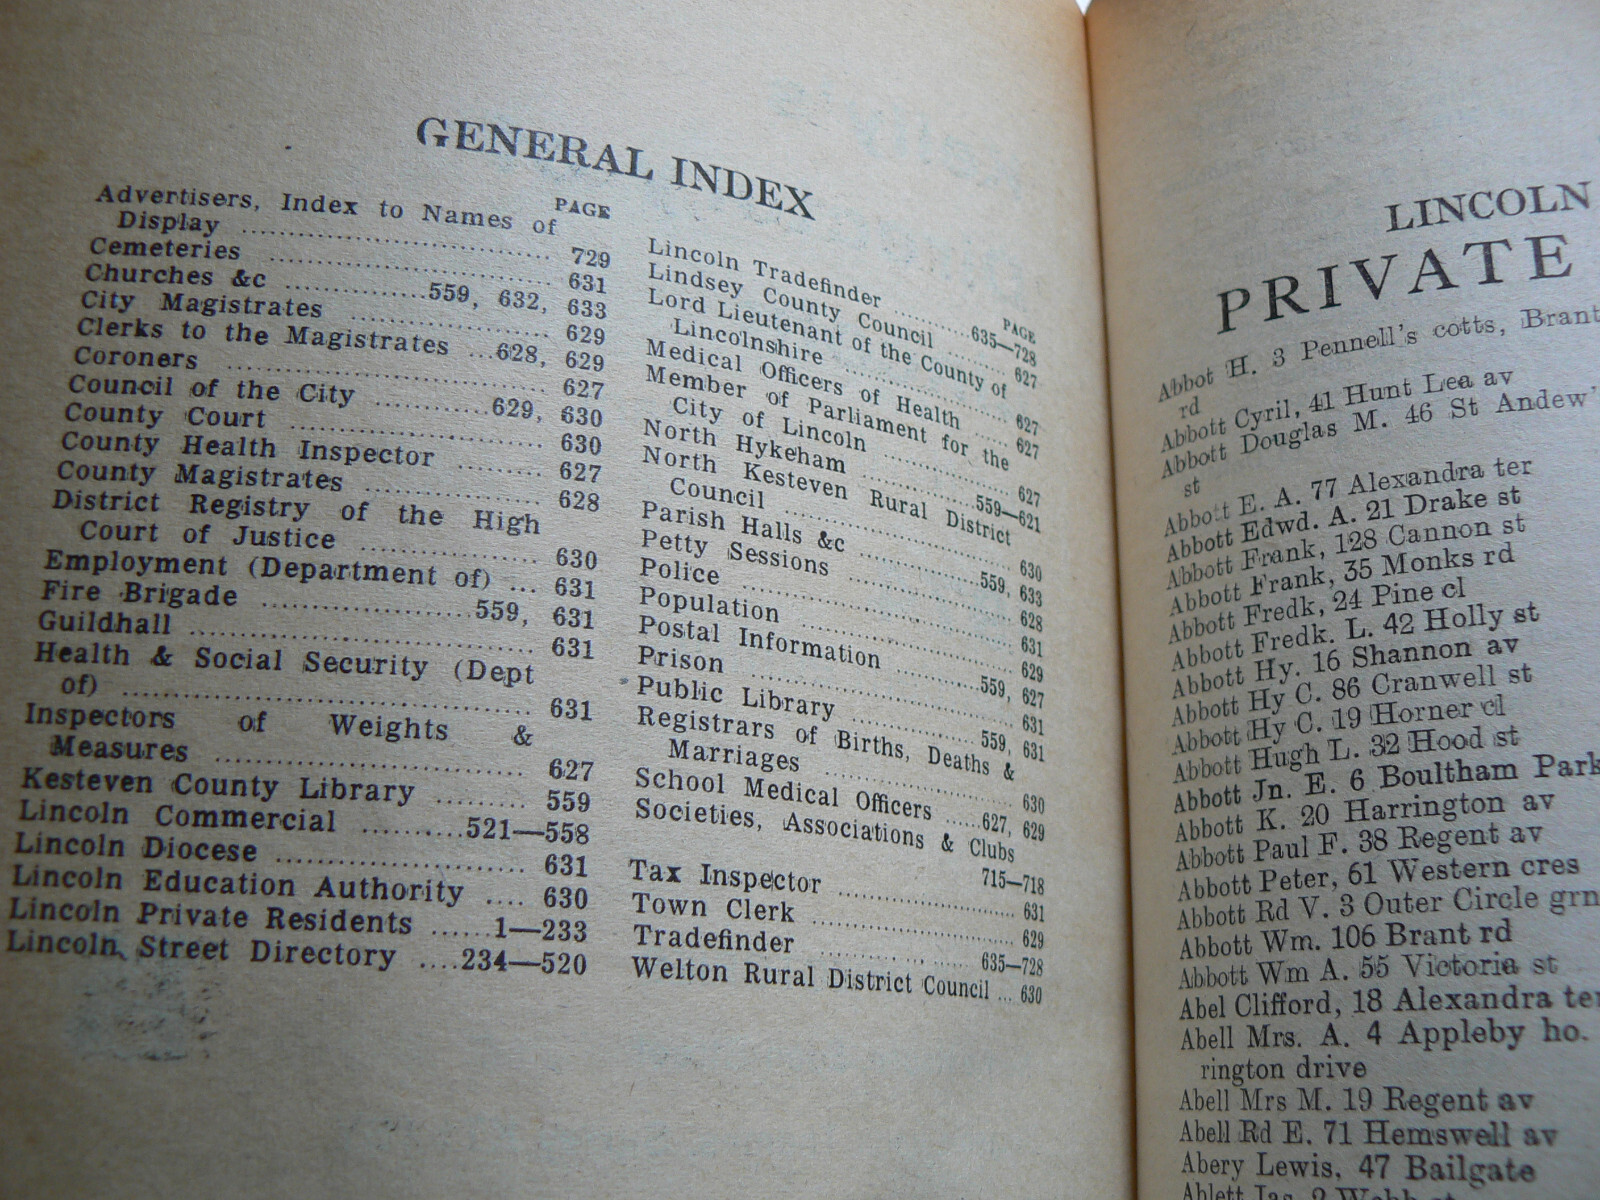 GENERAL INDEX
PAGE
Advertisers, Index to Names of
Display ........ 729
Cemeteries ........ 631
Churches &c ........ 559, 632, 633
City Magistrates ........ 629
Clerks to the Magistrates ...628, 629
Coroners ........ 627
Council of the City ........ 629, 630
County Court ........ 630
County Health Inspector ........ 627
County Magistrates ........ 628
District Registry of the High
Court of Justice ........ 630
Employment (Department of) ... 631
Fire Brigade ........ 559, 631
Guildhall ........ 631
Health & Social Security (Dept
of) ........ 631
Inspectors of Weights &
Measures ........ 627
Kesteven County Library ........ 559
Lincoln Commercial ........ 521—558
Lincoln Diocese ........ 631
Lincoln Education Authority .... 630
Lincoln Private Residents ......1—233
Lincoln Street Directory ....234—520
PAGE
Lincoln Tradefinder ........ 635—728
Lindsey County Council ........ 627
Lord Lieutenant of the County of
Lincolnshire ........ 627
Medical Officers of Health ..... 627
Member of Parliament for the
City of Lincoln ........ 627
North Hykeham ........ 559—621
North Kesteven Rural District
Council ........ 630
Parish Halls &c ........ 559, 633
Petty Sessions ........ 628
Police ........ 631
Population ........ 629
Postal Information ........ 559, 627
Prison ........ 631
Public Library ........ 559, 631
Registrars of Births, Deaths &
Marriages ........ 630
School Medical Officers ......627, 629
Societies, Associations & Clubs
715—718
Tax Inspector ........ 631
Town Clerk ........ 629
Tradefinder ........ 635—728
Welton Rural District Council ... 630
LINCOLN
PRIVATE
Abbot H. 3 Pennell's cotts, Brant
rd
Abbott Cyril, 41 Hunt Lea av
Abbott Douglas M. 46 St Andew'
st
Abbott E. A. 77 Alexandra ter
Abbott Edwd. A. 21 Drake st
Abbott Frank, 128 Cannon st
Abbott Frank, 35 Monks rd
Abbott Fredk, 24 Pine cl
Abbott Fredk. L. 42 Holly st
Abbott Hy. 16 Shannon av
Abbott Hy C. 86 Cranwell st
Abbott Hy C. 19 Horner cl
Abbott Hugh L. 32 Hood st
Abbott Jn. E. 6 Boultham Park
Abbott K. 20 Harrington av
Abbott Paul F. 38 Regent av
Abbott Peter, 61 Western cres
Abbott Rd V. 3 Outer Circle grn
Abbott Wm. 106 Brant rd
Abbott Wm A. 55 Victoria st
Abel Clifford, 18 Alexandra ter
Abell Mrs. A. 4 Appleby ho.
rington drive
Abell Mrs M. 19 Regent av
Abell Rd E. 71 Hemswell av
Abery Lewis, 47 Bailgate
Ablett Jas. 2